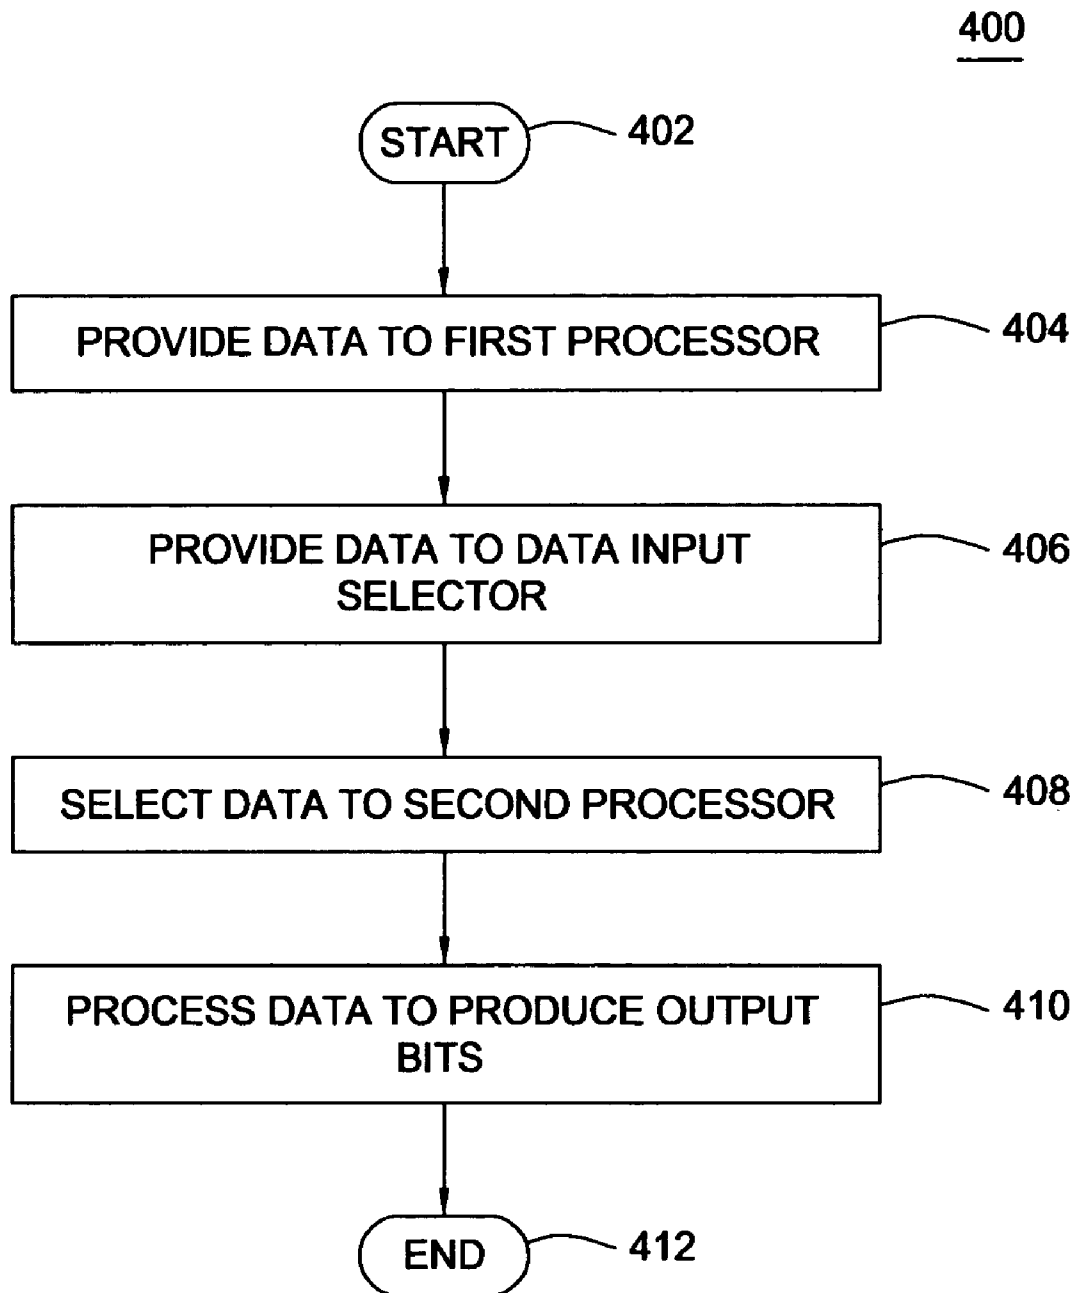 400
START
402
PROVIDE DATA TO FIRST PROCESSOR
404
PROVIDE DATA TO DATA INPUT
SELECTOR
406
SELECT DATA TO SECOND PROCESSOR
408
PROCESS DATA TO PRODUCE OUTPUT
BITS
410
END
412